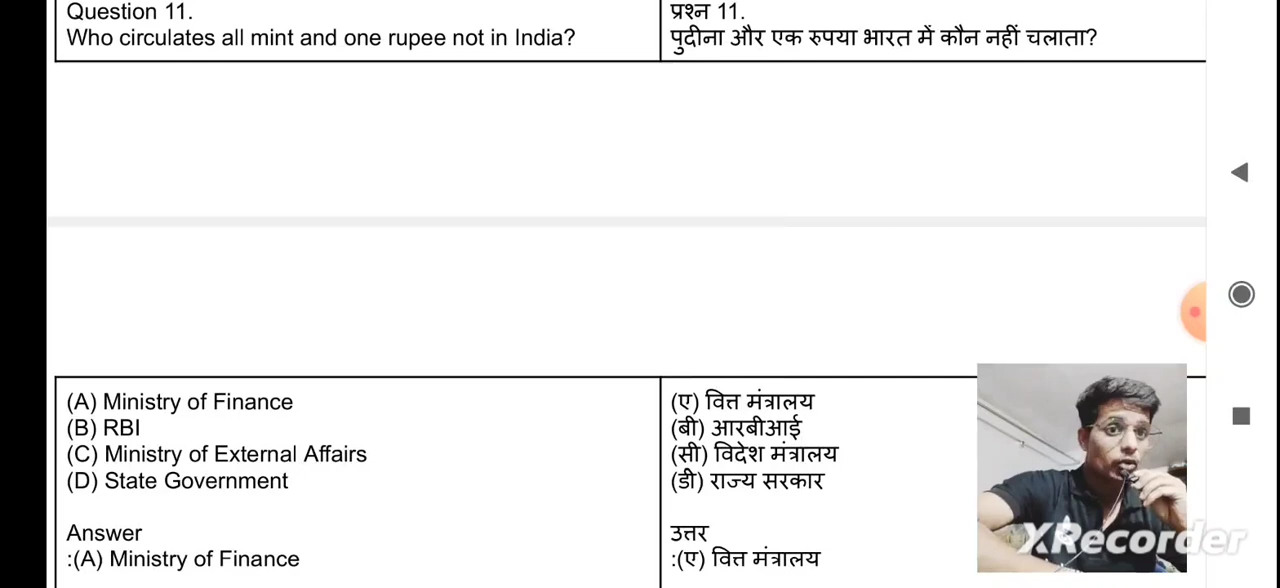 Question 11.
Who circulates all mint and one rupee not in India?
प्रश्न 11.
पुदीना और एक रुपया भारत में कौन नहीं चलाता?
(A) Ministry of Finance
(B) RBI
(C) Ministry of External Affairs
(D) State Government
Answer
:(A) Ministry of Finance
(ए) वित्त मंत्रालय
(बी) आरबीआई
(सी) विदेश मंत्रालय
(डी) राज्य सरकार
उत्तर
:(ए) वित्त मंत्रालय
XRecorder